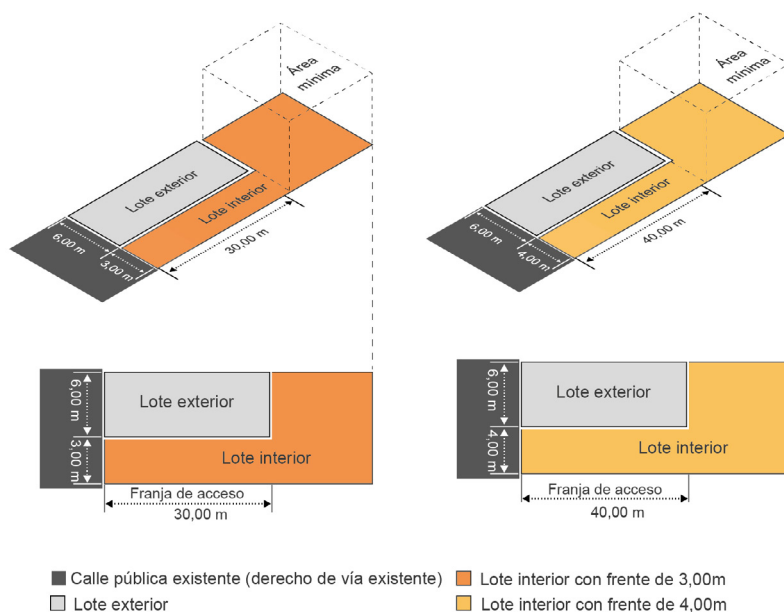 Área
mínima
Lote exterior
Lote interior
6,00 m
3,00 m
30,00 m
Área
mínima
Lote exterior
Lote interior
6,00 m
4,00 m
40,00 m
6,00 m
Lote exterior
3,00 m
Lote interior
Franja de acceso
30,00 m
6,00 m
Lote exterior
4,00 m
Lote interior
Franja de acceso
40,00 m
Calle pública existente (derecho de vía existente)
Lote interior con frente de 3,00m
Lote exterior
Lote interior con frente de 4,00m